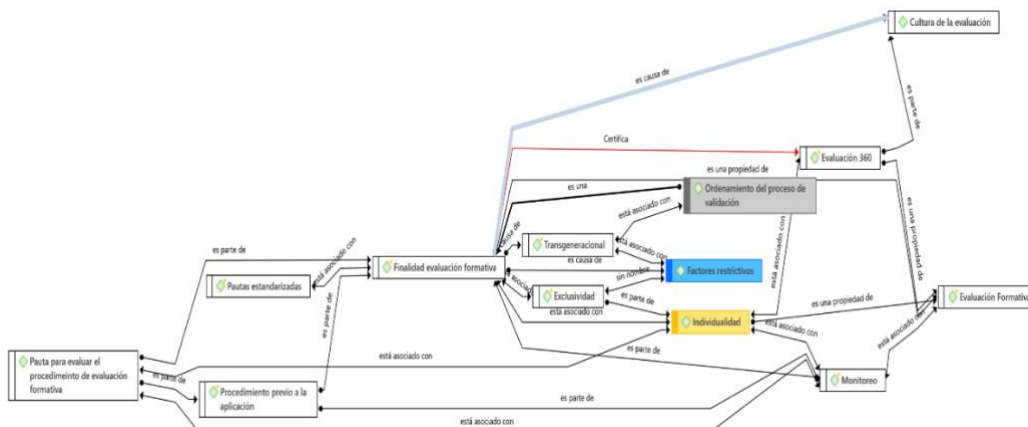 Cultura de la evaluación
es causa de
es parte de
Certifica
Evaluación 360
es una propiedad de
es una
Ordenamiento del proceso de
validación
está asociado con
causa de
Transgeneracional
está asociado con
es causa de
está asociado con
es una propiedad de
es parte de
está asociado con
Finalidad evaluación formativa
Factores restrictivos
sin nombre
Pautas estandarizadas
asociado
Exclusividad
es parte de
está asociado con
Individualidad
es una propiedad de
Evaluación Formativa
es parte de
está asociado con
está asociado con
es parte de
Monitoreo
Pauta para evaluar el
procedimeinto de evaluación
formativa
está asociado con
es parte de
Procedimiento previo a la
aplicación
es parte de
está asociado con